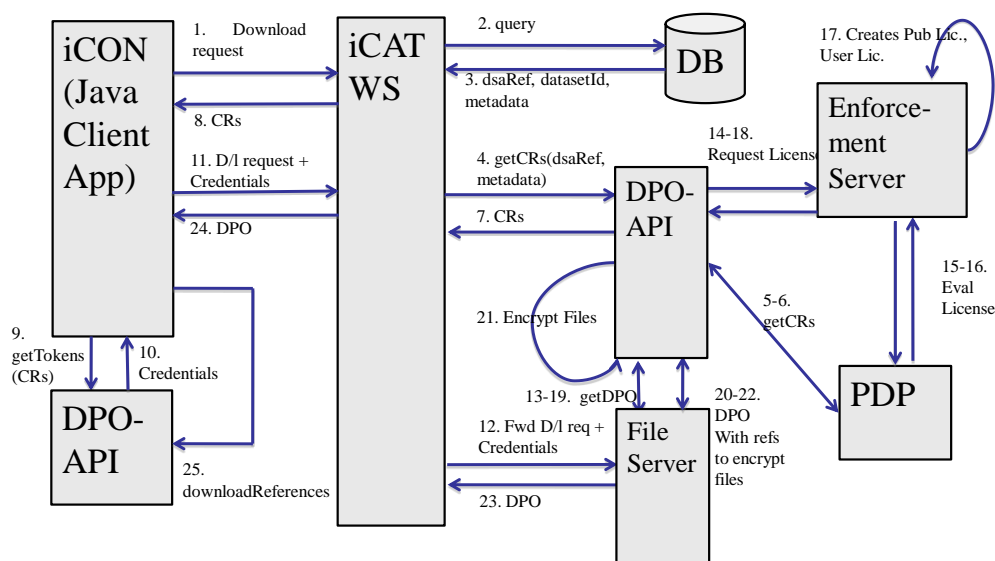 iCON
(Java
Client
App)
1. Download
request
8. CRs
11. D/l request +
Credentials
24. DPO
iCAT
WS
2. query
3. dsaRef, datasetId,
metadata
DB
17. Creates Pub Lic.,
User Lic.
Enforce-
ment
Server
14-18.
Request License
4. getCRs(dsaRef,
metadata)
7. CRs
DPO-
API
15-16.
Eval
License
5-6.
getCRs
21. Encrypt Files
9.
getTokens
(CRs)
10.
Credentials
DPO-
API
25.
downloadReferences
13-19. getDPO
12. Fwd D/l req +
Credentials
23. DPO
File
Server
20-22.
DPO
With refs
to encrypt
files
PDP